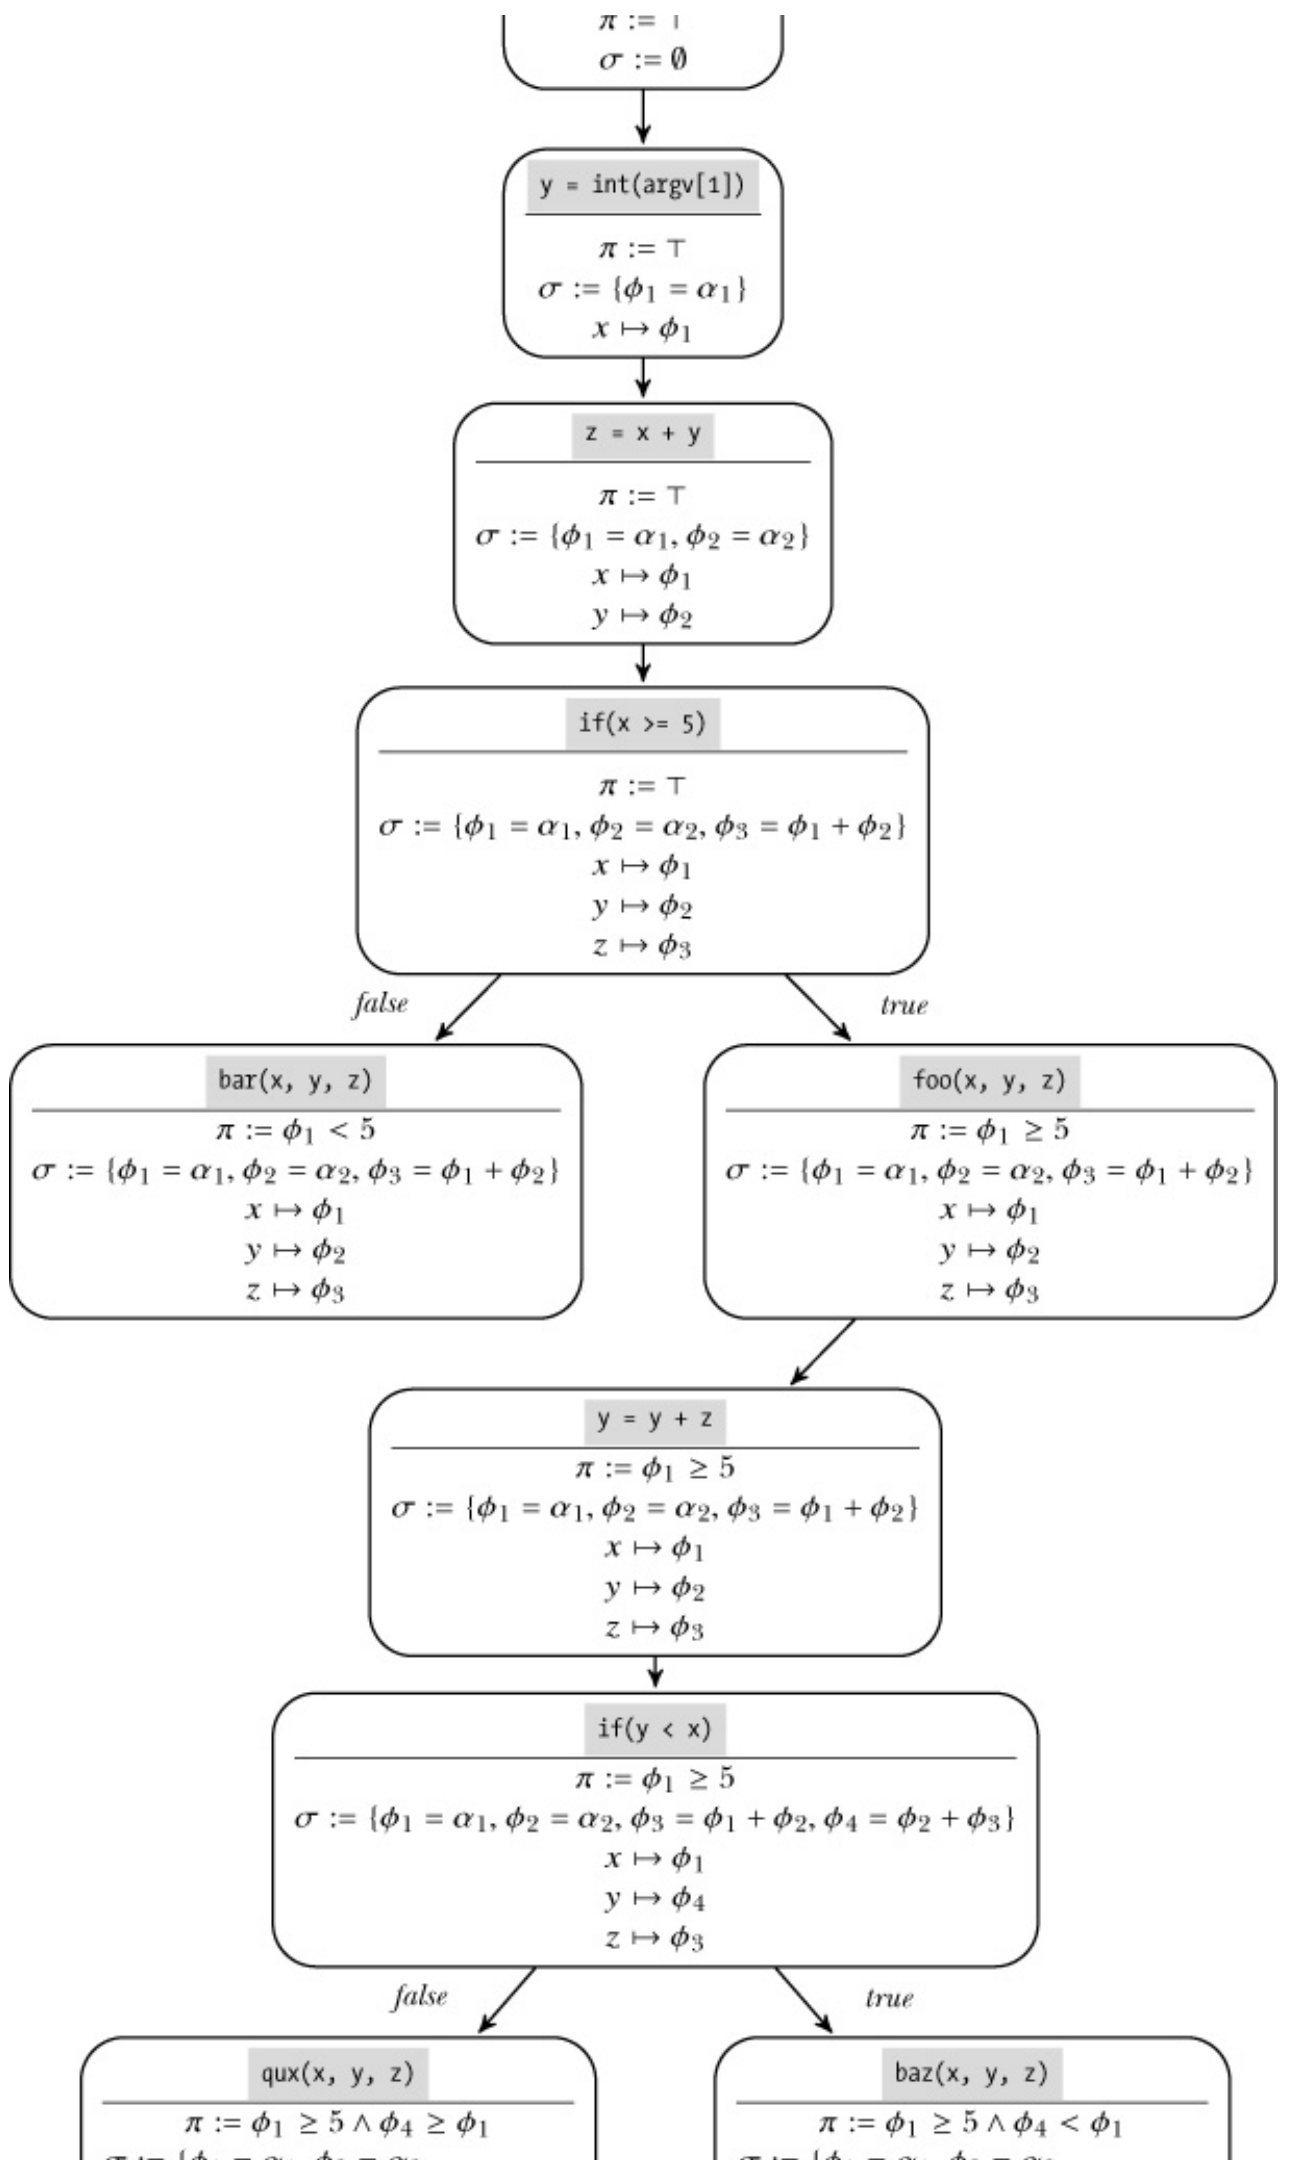 π := ⊤
σ := ∅
y = int(argv[1])
π := ⊤
σ := {ϕ1 = α1}
x ↦ ϕ1
z = x + y
π := ⊤
σ := {ϕ1 = α1, ϕ2 = α2}
x ↦ ϕ1
y ↦ ϕ2
if(x >= 5)
π := ⊤
σ := {ϕ1 = α1, ϕ2 = α2, ϕ3 = ϕ1 + ϕ2}
x ↦ ϕ1
y ↦ ϕ2
z ↦ ϕ3
false
true
bar(x, y, z)
π := ϕ1 < 5
σ := {ϕ1 = α1, ϕ2 = α2, ϕ3 = ϕ1 + ϕ2}
x ↦ ϕ1
y ↦ ϕ2
z ↦ ϕ3
foo(x, y, z)
π := ϕ1 ≥ 5
σ := {ϕ1 = α1, ϕ2 = α2, ϕ3 = ϕ1 + ϕ2}
x ↦ ϕ1
y ↦ ϕ2
z ↦ ϕ3
y = y + z
π := ϕ1 ≥ 5
σ := {ϕ1 = α1, ϕ2 = α2, ϕ3 = ϕ1 + ϕ2}
x ↦ ϕ1
y ↦ ϕ2
z ↦ ϕ3
if(y < x)
π := ϕ1 ≥ 5
σ := {ϕ1 = α1, ϕ2 = α2, ϕ3 = ϕ1 + ϕ2, ϕ4 = ϕ2 + ϕ3}
x ↦ ϕ1
y ↦ ϕ4
z ↦ ϕ3
false
true
qux(x, y, z)
π := ϕ1 ≥ 5 ∧ ϕ4 ≥ ϕ1
baz(x, y, z)
π := ϕ1 ≥ 5 ∧ ϕ4 < ϕ1